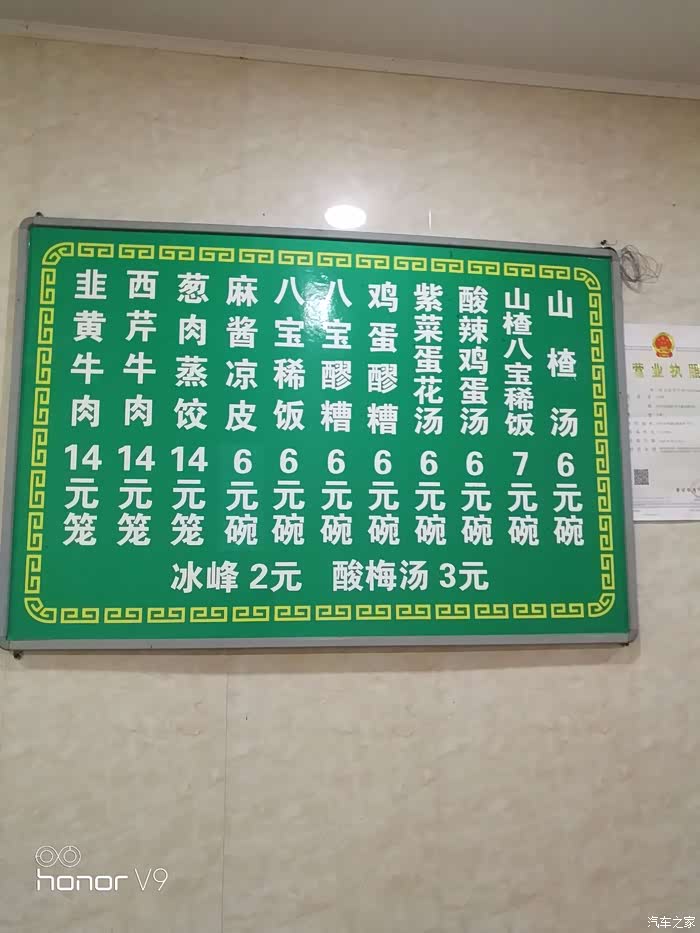 韭黄牛肉 14元笼
西芹牛肉 14元笼
葱肉蒸饺 14元笼
麻酱凉皮 6元碗
八宝稀饭 6元碗
八宝醪糟 6元碗
鸡蛋醪糟 6元碗
紫菜蛋花汤 6元碗
酸辣鸡蛋汤 6元碗
山楂八宝稀饭 7元碗
山楂汤 6元碗
冰峰 2元 酸梅汤 3元
营业执照
honor V9
汽车之家